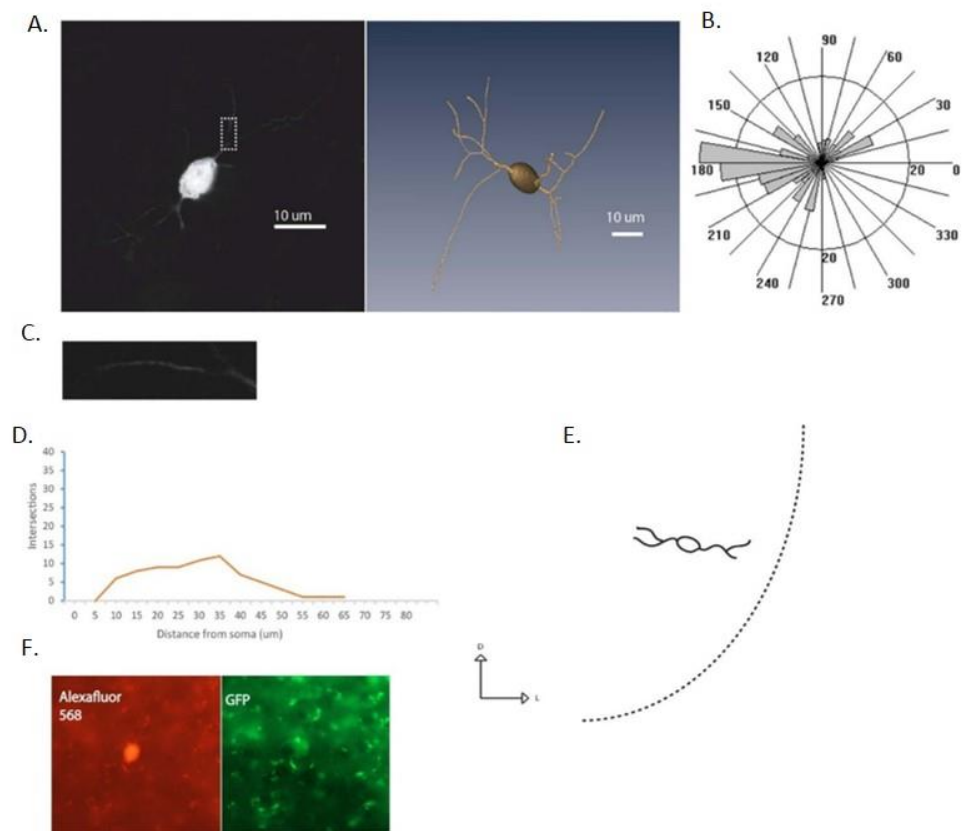 A.
10 um
10 um
B.
90
120
60
150
30
180
20
0
210
330
20
240
300
270
C.
D.
40
35
30
25
20
15
10
5
0
Intersections
0 5 10 15 20 25 30 35 40 45 50 55 60 65 70 75 80
Distance from soma (um)
E.
D
L
F.
Alexafluor
568
GFP